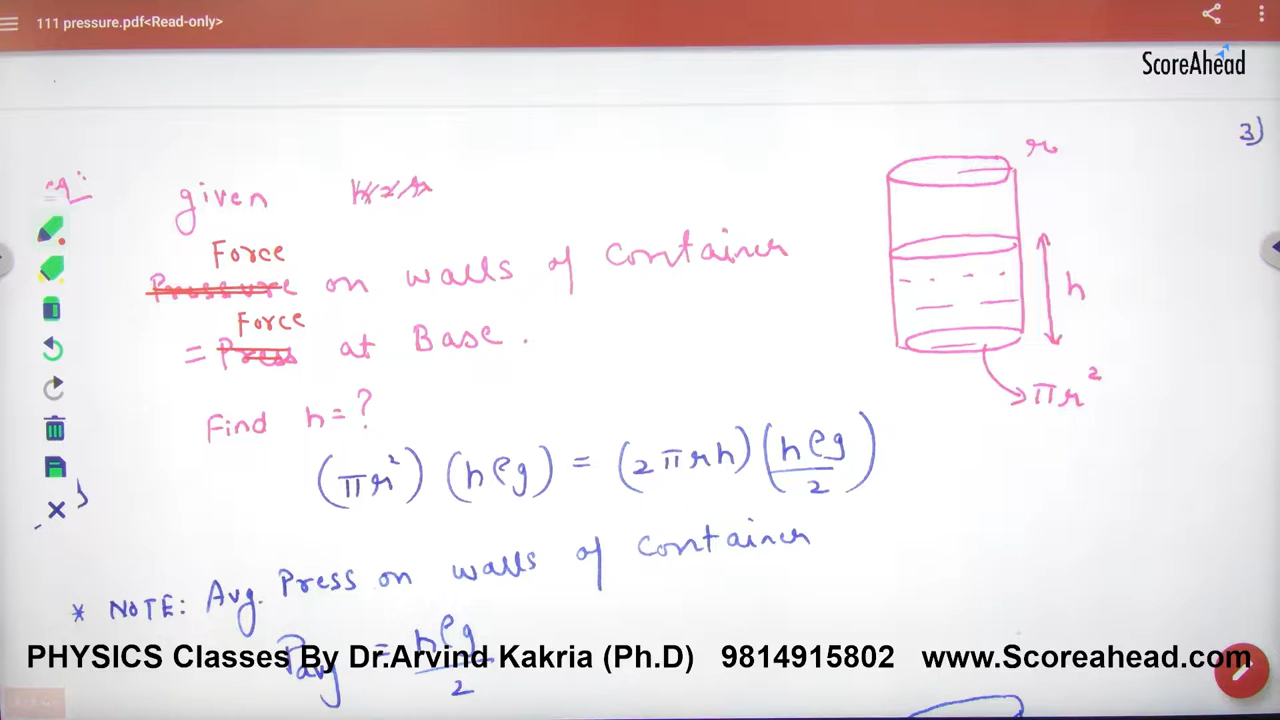 111 pressure.pdf<Read-only>
ScoreAhead
3)
given
Force
Pressure on walls of container
Force
= Press at Base.
Find h = ?
r
h
πr²
(πr²) (hρg) = (2πrh) (hρg/2)
* NOTE: Avg. Press on walls of container
Pavg = hρg/2
PHYSICS Classes By Dr.Arvind Kakria (Ph.D) 9814915802 www.Scoreahead.com